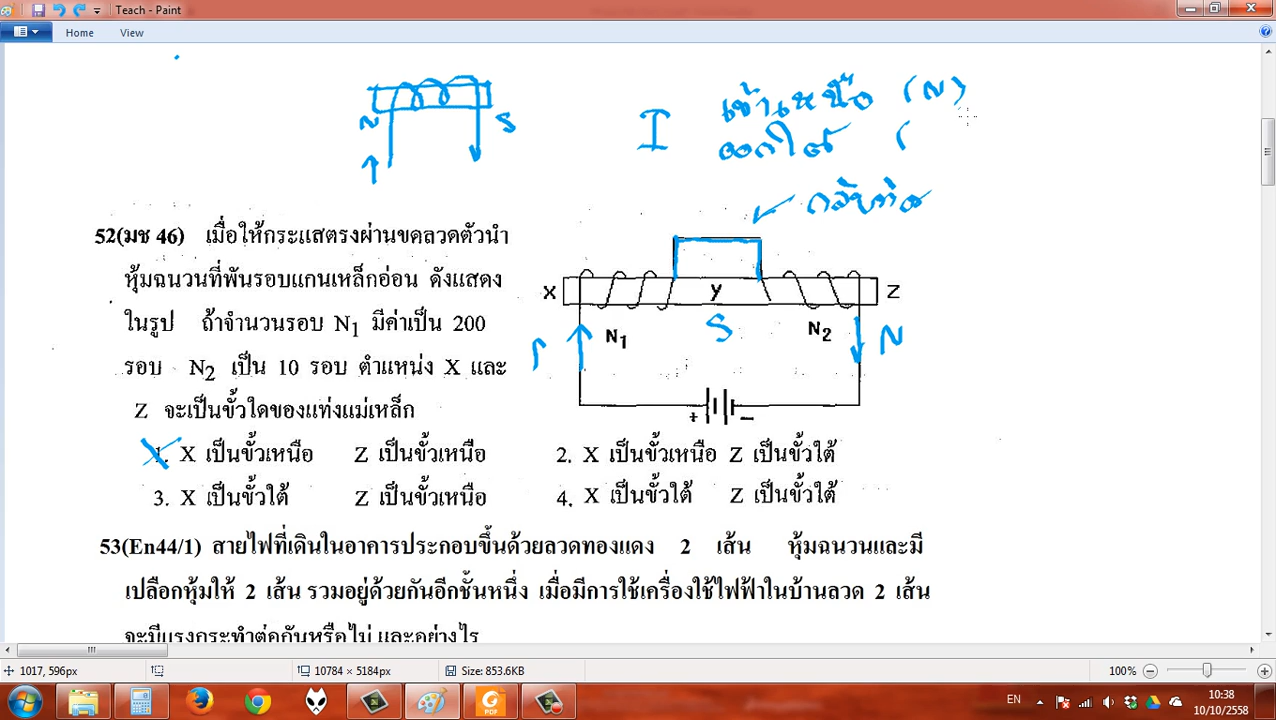 Teach - Paint
Home View
N S
I เข้าเหนือ (N)
ออกใต้ (
กลับทิศ
52(มช 46) เมื่อให้กระแสตรงผ่านขดลวดตัวนำ
หุ้มฉนวนที่พันรอบแกนเหล็กอ่อน ดังแสดง
ในรูป ถ้าจำนวนรอบ N1 มีค่าเป็น 200
รอบ N2 เป็น 10 รอบ ตำแหน่ง X และ
Z จะเป็นขั้วใดของแท่งแม่เหล็ก
X Y Z
N1 S N2 N
+ −
1. X เป็นขั้วเหนือ Z เป็นขั้วเหนือ 2. X เป็นขั้วเหนือ Z เป็นขั้วใต้
3. X เป็นขั้วใต้ Z เป็นขั้วเหนือ 4. X เป็นขั้วใต้ Z เป็นขั้วใต้
53(En44/1) สายไฟที่เดินในอาคารประกอบขึ้นด้วยลวดทองแดง 2 เส้น หุ้มฉนวนและมี
เปลือกหุ้มให้ 2 เส้น รวมอยู่ด้วยกันอีกชั้นหนึ่ง เมื่อมีการใช้เครื่องใช้ไฟฟ้าในบ้านลวด 2 เส้น
จะมีแรงกระทำต่อกันหรือไม่ และอย่างไร
1017, 596px 10784 × 5184px Size: 853.6KB 100%
EN 10:38
10/10/2558